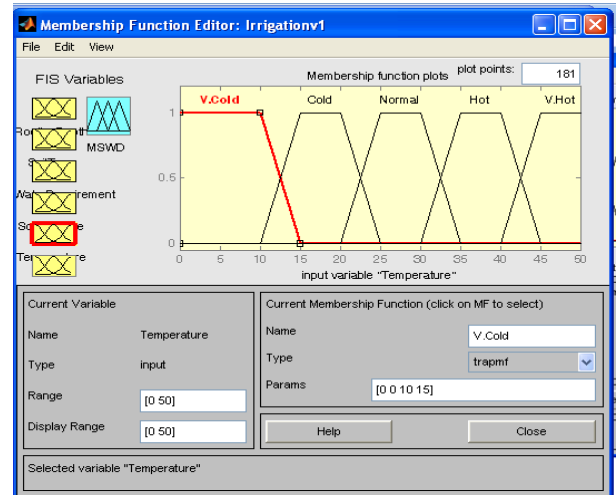 Membership Function Editor: Irrigationv1
File Edit View
FIS Variables
MSWD
Membership function plots plot points: 181
V.Cold Cold Normal Hot V.Hot
1
0.5
0
0 5 10 15 20 25 30 35 40 45 50
input variable "Temperature"
Current Variable
Name Temperature
Type input
Range [0 50]
Display Range [0 50]
Current Membership Function (click on MF to select)
Name V.Cold
Type trapmf
Params [0 0 10 15]
Help Close
Selected variable "Temperature"